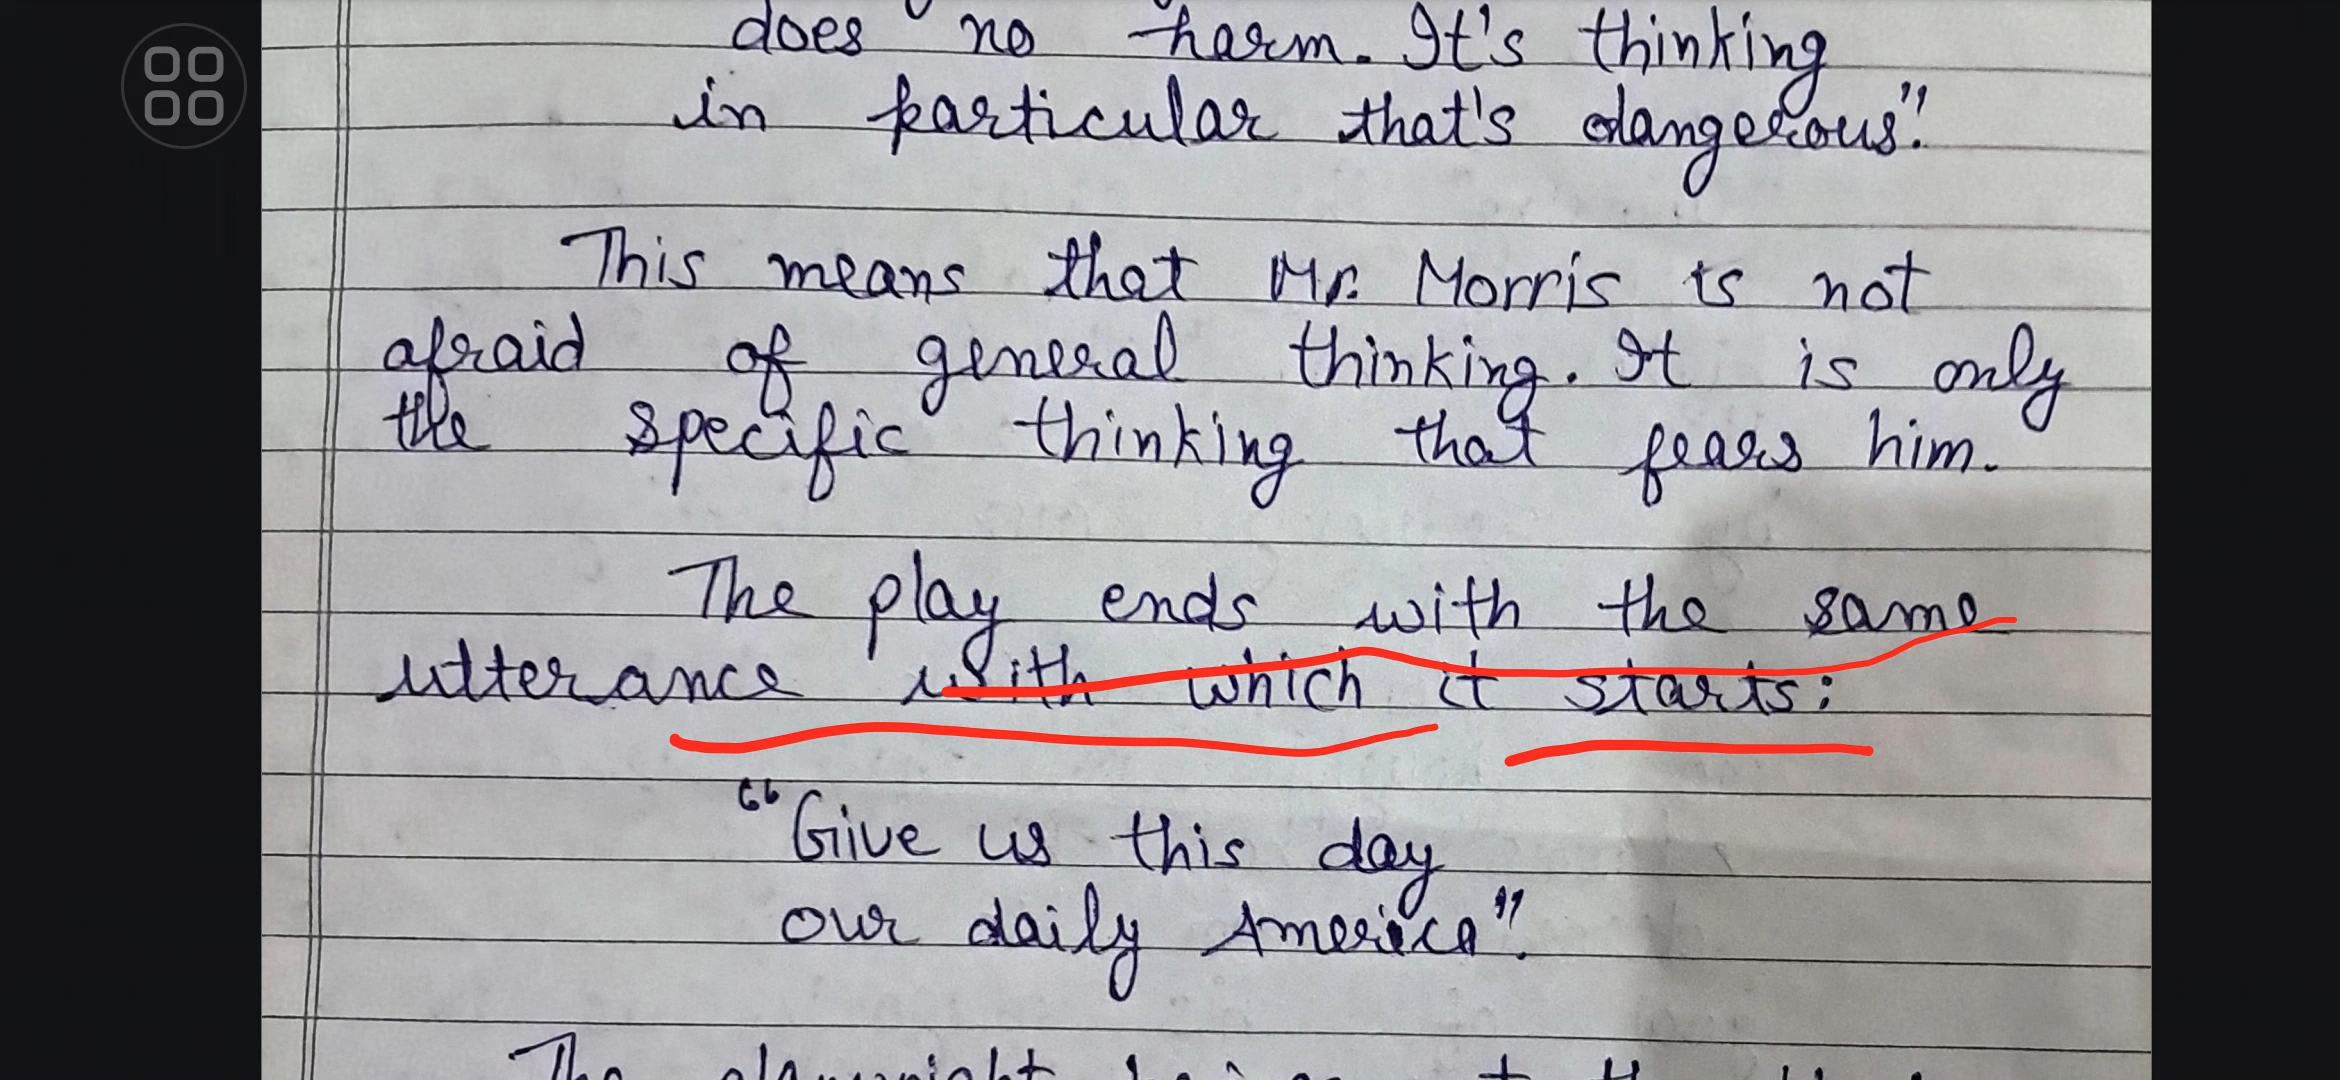 does no harm. It's thinking
in particular that's dangerous".
This means that Mr. Morris is not
afraid of general thinking. It is only
the specific thinking that fears him.
The play ends with the same
utterance with which it starts:
"Give us this day
our daily America".
The playwright